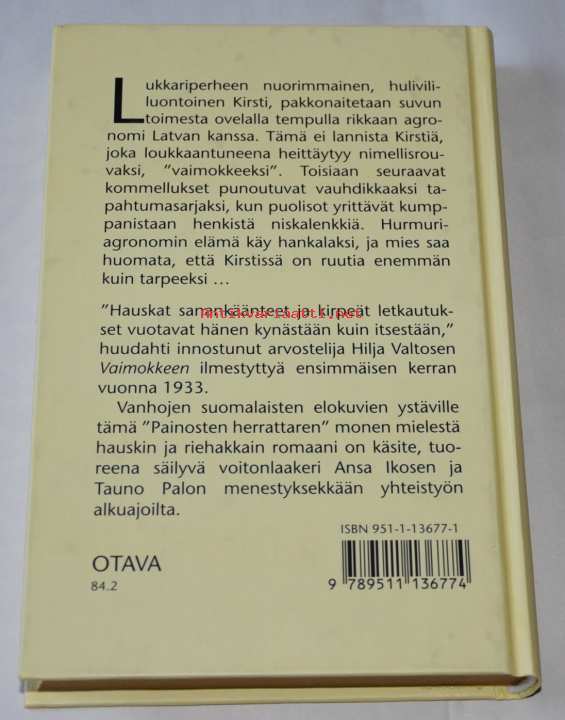 Lukkariperheen nuorimmainen, hulivili-
luontoinen Kirsti, pakkonaitetaan suvun
toimesta ovelalla tempulla rikkaan agro-
nomi Latvan kanssa. Tämä ei lannista Kirstiä,
joka loukkaantuneena heittäytyy nimellisrou-
vaksi, "vaimokkeeksi". Toisiaan seuraavat
kommellukset punoutuvat vauhdikkaaksi ta-
pahtumasarjaksi, kun puolisot yrittävät kump-
panistaan henkistä niskalenkkiä. Hurmuri-
agronomin elämä käy hankalaksi, ja mies saa
huomata, että Kirstissä on ruutia enemmän
kuin tarpeeksi ...
"Hauskat sanankäänteet ja kirpeät letkautuk-
Antikvariaatti.net
set vuotavat hänen kynästään kuin itsestään,"
huudahti innostunut arvostelija Hilja Valtosen
Vaimokkeen ilmestyttyä ensimmäisen kerran
vuonna 1933.
Vanhojen suomalaisten elokuvien ystäville
tämä "Painosten herrattaren" monen mielestä
hauskin ja riehakkain romaani on käsite, tuo-
reena säilyvä voitonlaakeri Ansa Ikosen ja
Tauno Palon menestyksekkään yhteistyön
alkuajoilta.
ISBN 951-1-13677-1
OTAVA
84.2
9 789511 136774